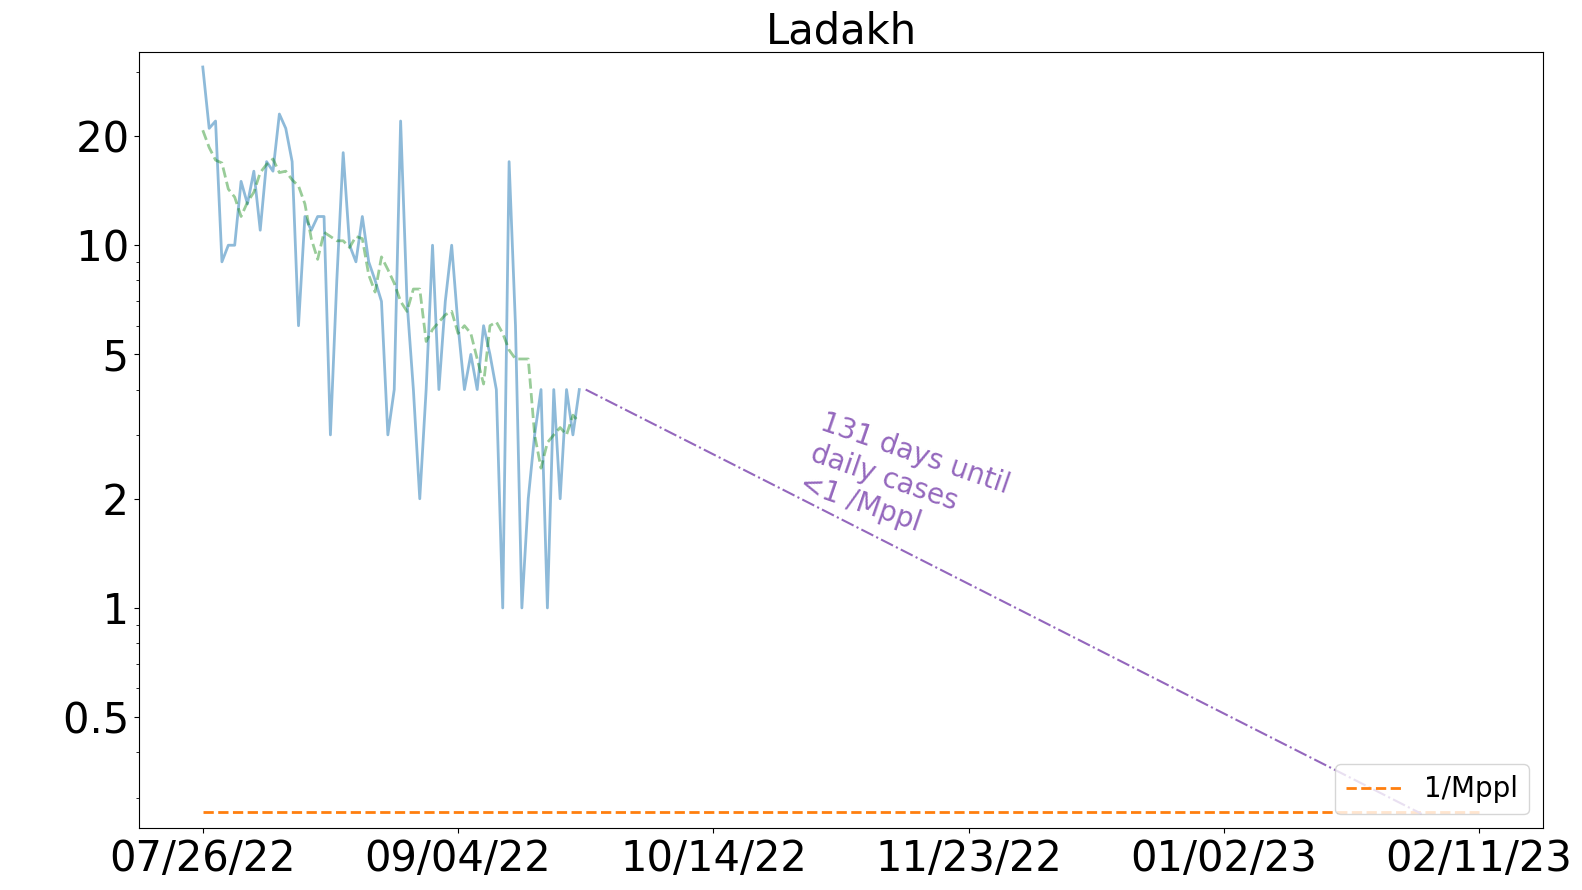 Ladakh
20
10
5
2
1
0.5
131 days until
daily cases
<1 /Mppl
1/Mppl
07/26/22
09/04/22
10/14/22
11/23/22
01/02/23
02/11/23